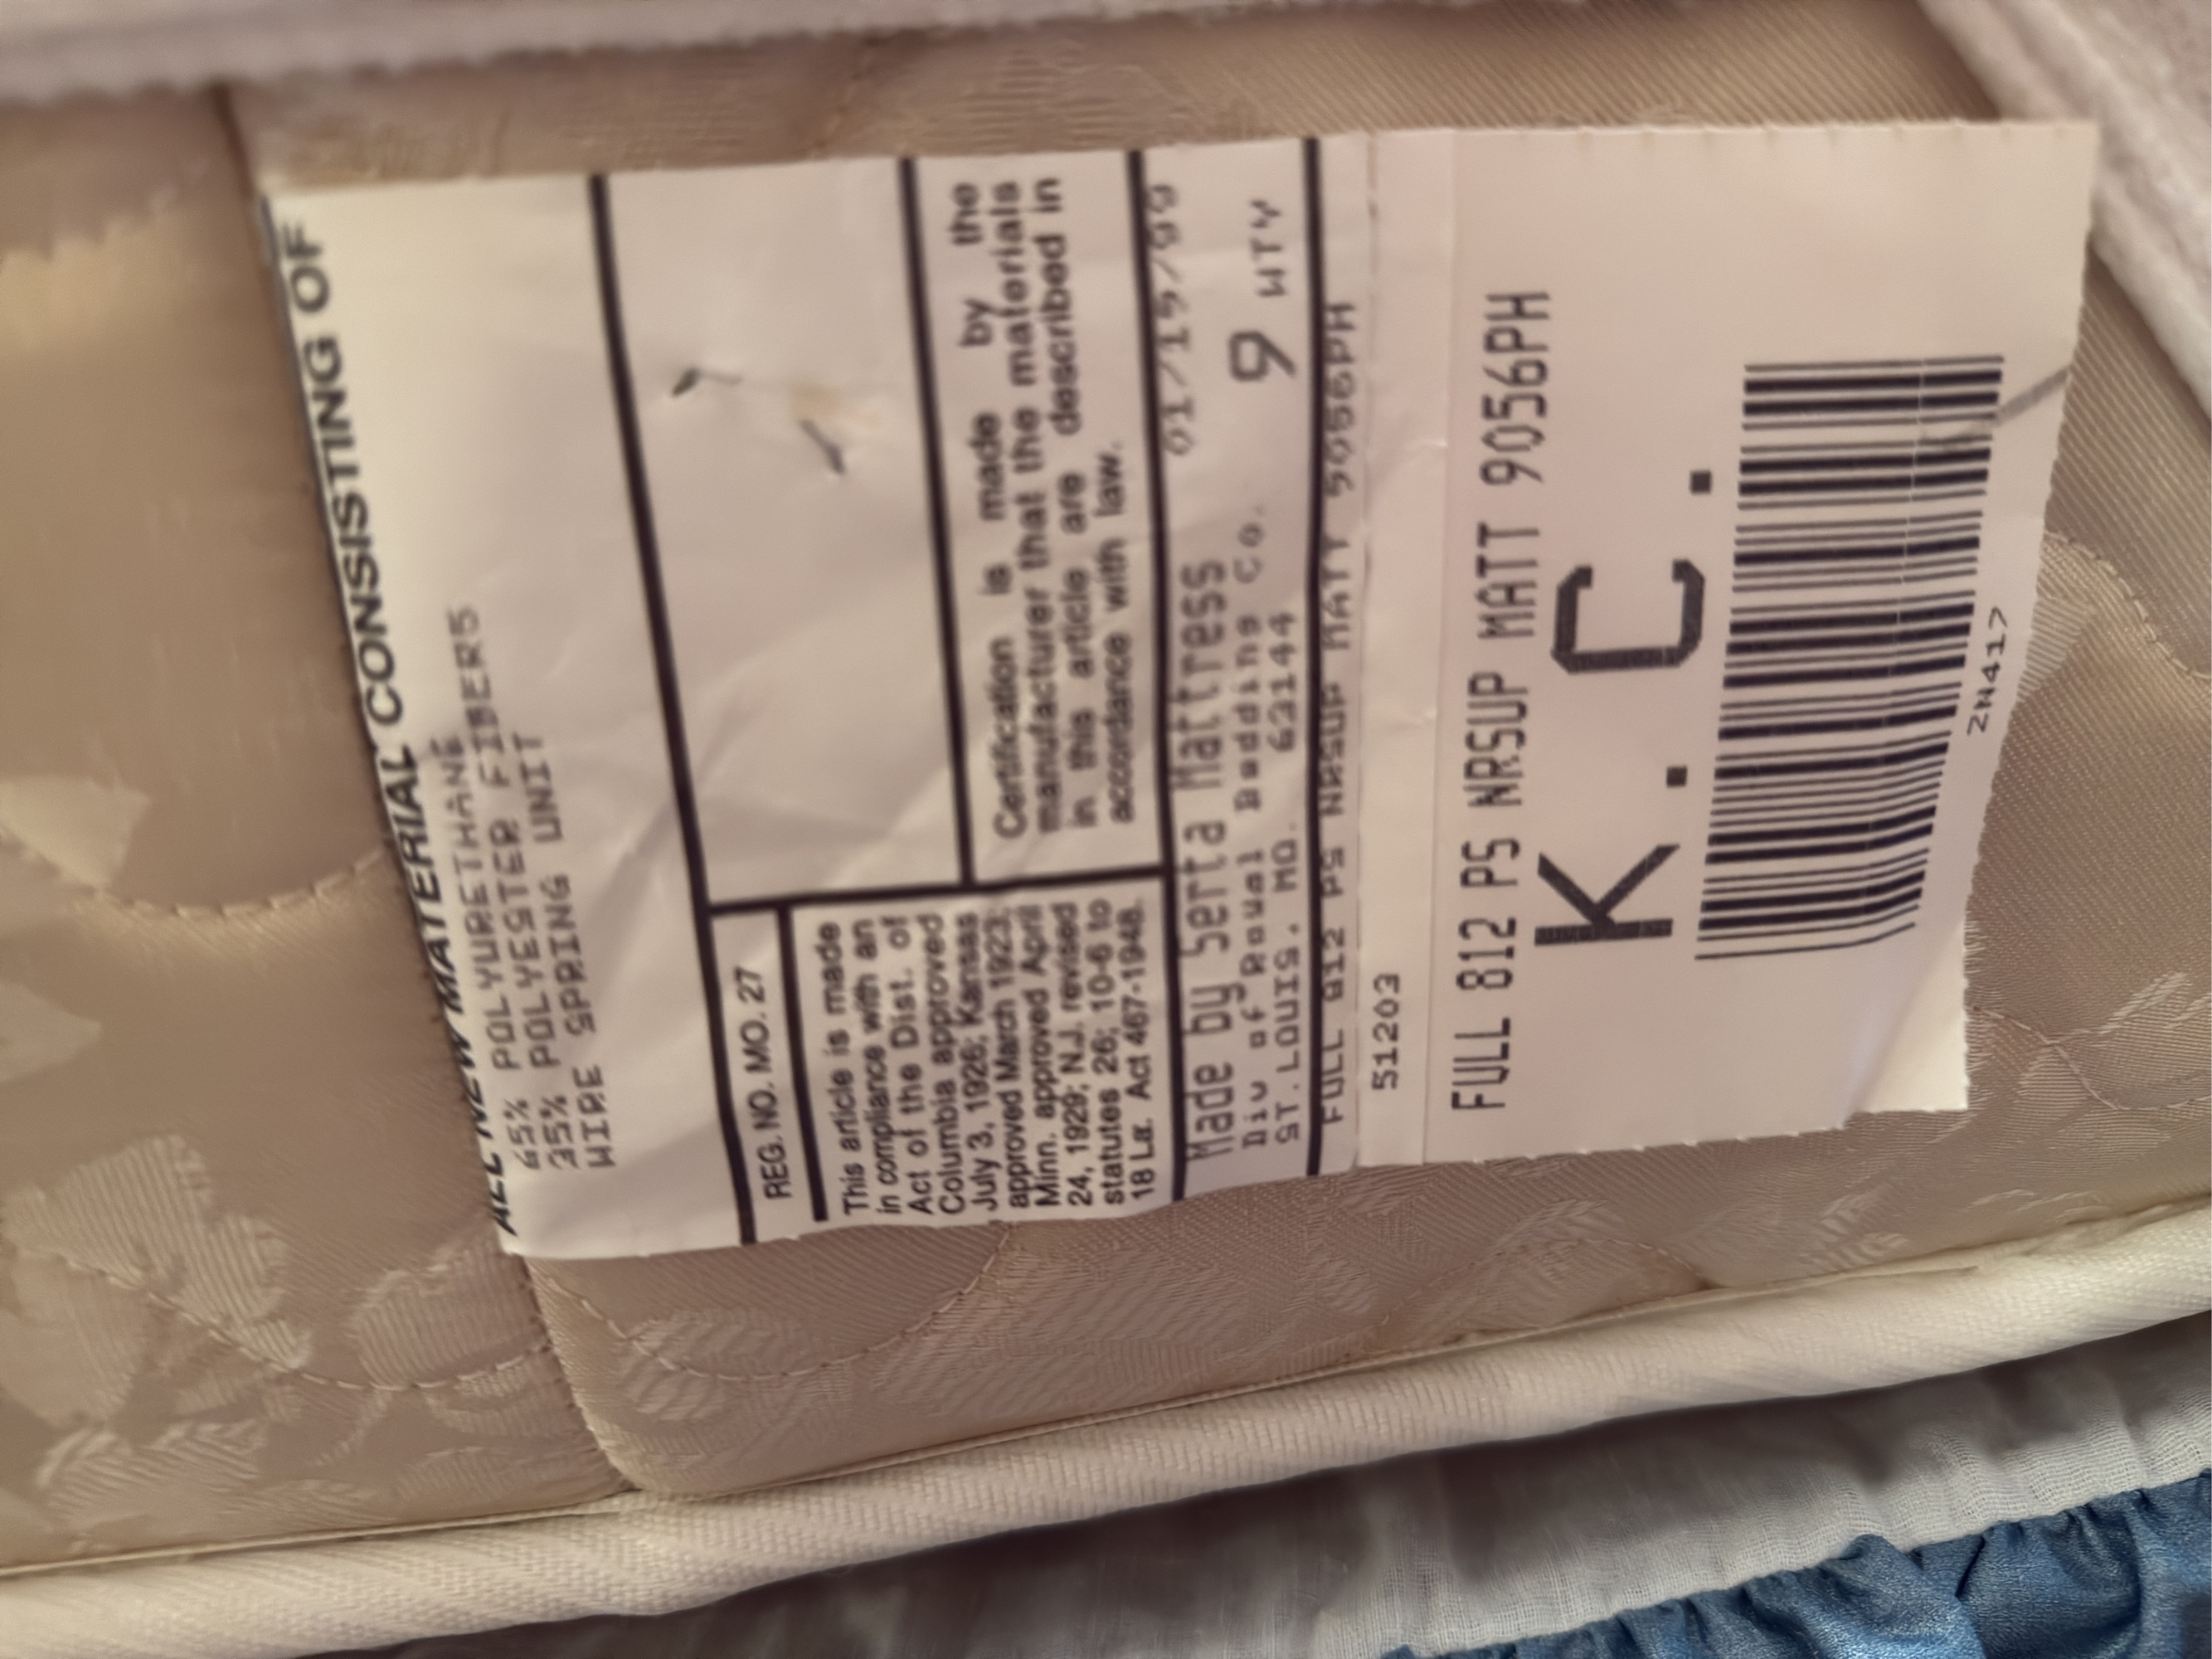 ALL NEW MATERIAL CONSISTING OF
65% POLYURETHANE
35% POLYESTER FIBERS
WIRE SPRING UNIT
REG. NO. MO. 27
This article is made
in compliance with an
Act of the Dist. of
Columbia approved
July 3, 1926; Kansas
approved March 1923;
Minn. approved April
24, 1929; N.J. revised
statutes 26; 10-6 to
18 La. Act 467-1948.
Certification is made by the
manufacturer that the materials
in this article are described in
accordance with law.
Made by Serta Mattress 01/15/99
Div of Royal Bedding Co. 9 WTY
ST. LOUIS, MO. 63144
FULL 812 PS NRSUP MATT 9056PH
51203
FULL 812 PS NRSUP MATT 9056PH
K. C.
2N417